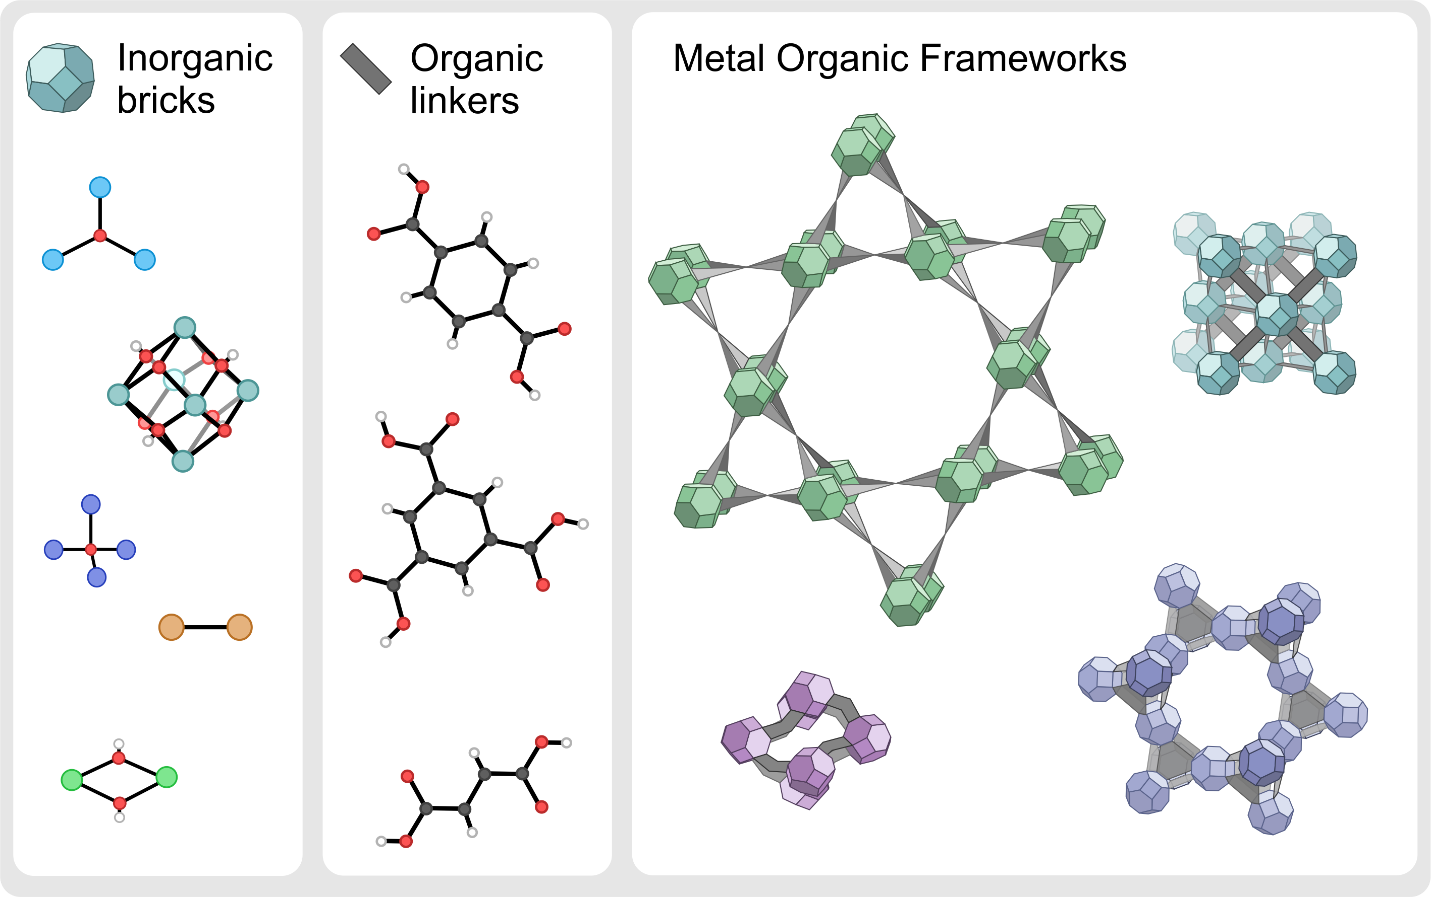 Inorganic
bricks
Organic
linkers
Metal Organic Frameworks